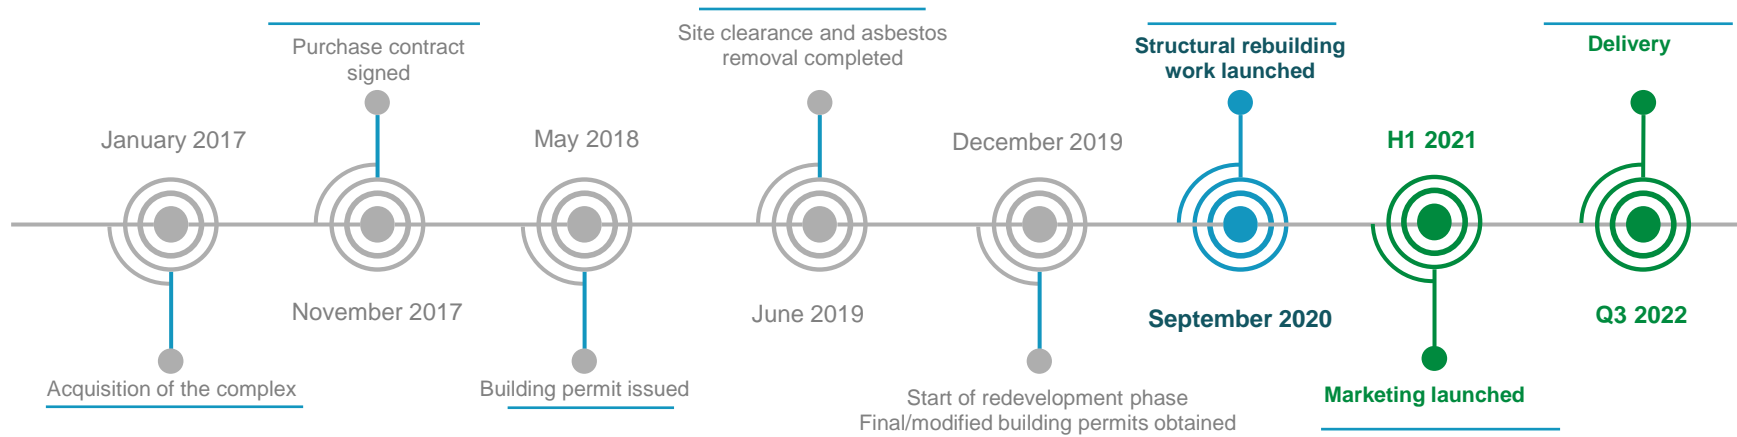 Purchase contract
signed
Site clearance and asbestos
removal completed
Structural rebuilding
work launched
Delivery
January 2017
May 2018
December 2019
H1 2021
November 2017
June 2019
September 2020
Q3 2022
Acquisition of the complex
Building permit issued
Start of redevelopment phase
Final/modified building permits obtained
Marketing launched